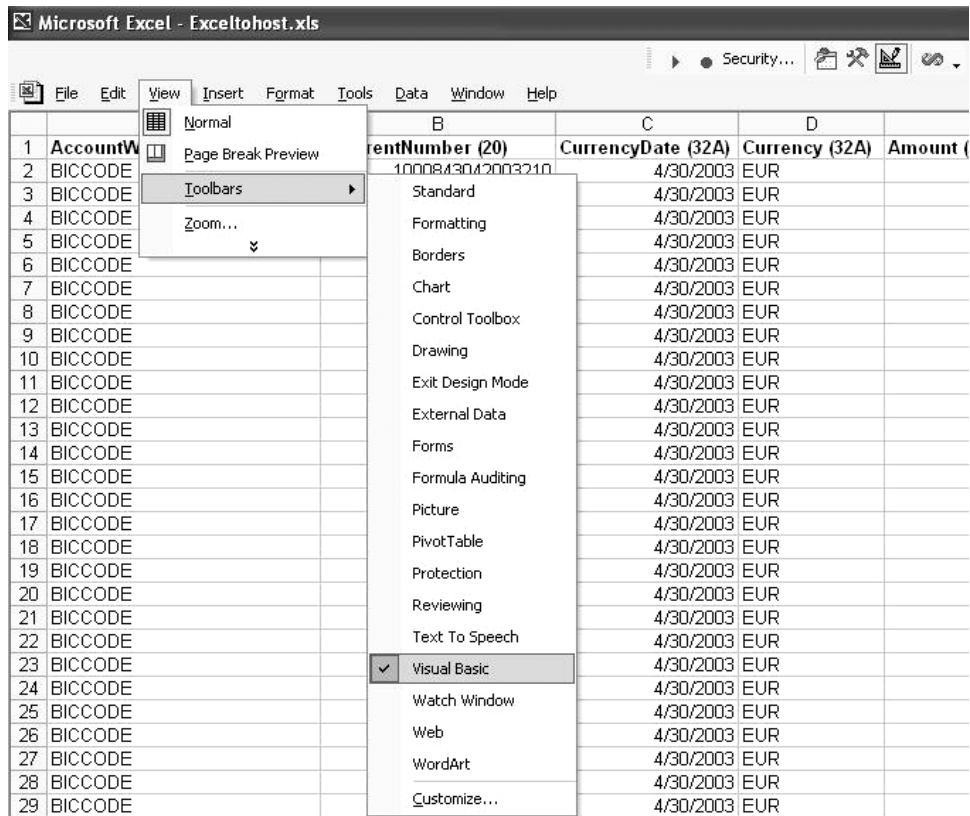 Microsoft Excel - Exceltohost.xls
Security...
File Edit View Insert Format Tools Data Window Help
Normal
Page Break Preview
Toolbars
Zoom...
Standard
Formatting
Borders
Chart
Control Toolbox
Drawing
Exit Design Mode
External Data
Forms
Formula Auditing
Picture
PivotTable
Protection
Reviewing
Text To Speech
Visual Basic
Watch Window
Web
WordArt
Customize...
B C D
1 AccountW rentNumber (20) CurrencyDate (32A) Currency (32A) Amount (
2 BICCODE 1000843042003210 4/30/2003 EUR
3 BICCODE 4/30/2003 EUR
4 BICCODE 4/30/2003 EUR
5 BICCODE 4/30/2003 EUR
6 BICCODE 4/30/2003 EUR
7 BICCODE 4/30/2003 EUR
8 BICCODE 4/30/2003 EUR
9 BICCODE 4/30/2003 EUR
10 BICCODE 4/30/2003 EUR
11 BICCODE 4/30/2003 EUR
12 BICCODE 4/30/2003 EUR
13 BICCODE 4/30/2003 EUR
14 BICCODE 4/30/2003 EUR
15 BICCODE 4/30/2003 EUR
16 BICCODE 4/30/2003 EUR
17 BICCODE 4/30/2003 EUR
18 BICCODE 4/30/2003 EUR
19 BICCODE 4/30/2003 EUR
20 BICCODE 4/30/2003 EUR
21 BICCODE 4/30/2003 EUR
22 BICCODE 4/30/2003 EUR
23 BICCODE 4/30/2003 EUR
24 BICCODE 4/30/2003 EUR
25 BICCODE 4/30/2003 EUR
26 BICCODE 4/30/2003 EUR
27 BICCODE 4/30/2003 EUR
28 BICCODE 4/30/2003 EUR
29 BICCODE 4/30/2003 EUR